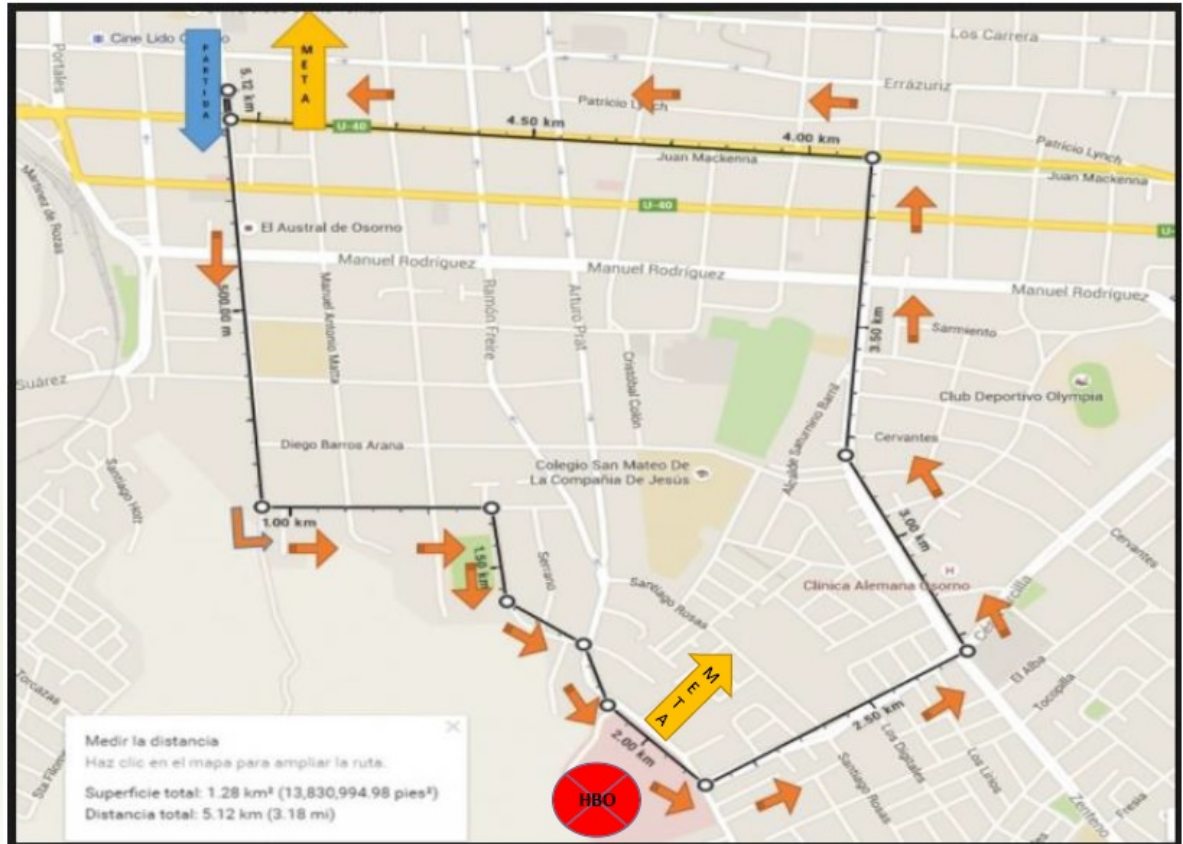 Cine Lido
Los Carrera
Portales
PARTIDA
META
5.12 km
Errázuriz
Patricio Lynch
4.50 km
4.00 km
U-40
Juan Mackenna
Patricio Lynch
Juan Mackenna
Martínez de Rozas
U-40
U-
El Austral de Osorno
Manuel Rodríguez
Manuel Rodríguez
Manuel Rodríguez
500.00 m
Manuel Antonio Matta
Ramón Freire
Arturo Prat
3.50 km
Sarmiento
Suárez
Cristóbal Colón
Alcalde Saturnino Barril
Club Deportivo Olympia
Diego Barros Arana
Cervantes
Colegio San Mateo De
La Compañia De Jesús
Santiago Hott
1.00 km
3.00 km
Cervantes
1.50 km
Serrano
Santiago Rosas
Clínica Alemana Osorno
H
META
El Alba
Tocopilla
Torcazas
2.50 km
2.00 km
Los Digitales
Los Lirios
Santiago Rosas
Zenteno
Fresia
HBO
Medir la distancia
Haz clic en el mapa para ampliar la ruta.
Superficie total: 1.28 km² (13,830,994.98 pies²)
Distancia total: 5.12 km (3.18 mi)